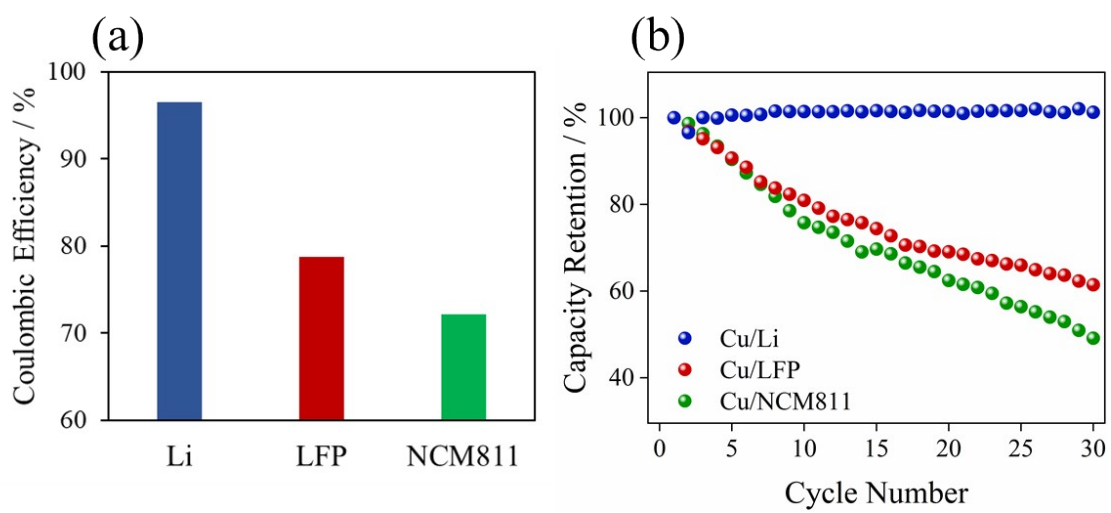 (a)
Coulombic Efficiency / %
100
90
80
70
60
Li
LFP
NCM811
(b)
Capacity Retention / %
100
80
60
40
Cu/Li
Cu/LFP
Cu/NCM811
0
5
10
15
20
25
30
Cycle Number